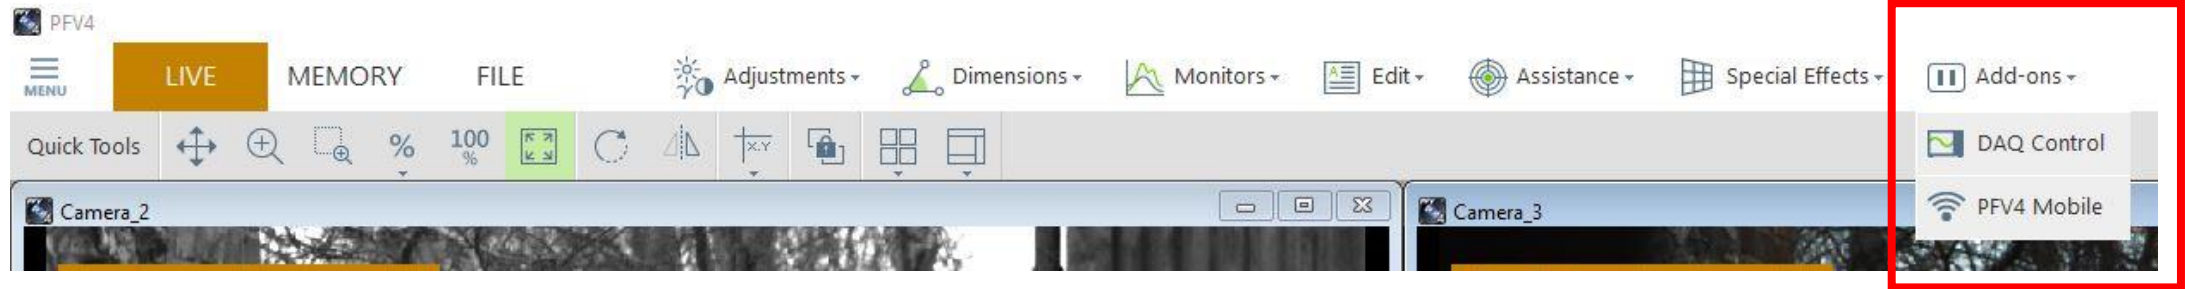 PFV4
MENU LIVE MEMORY FILE Adjustments Dimensions Monitors Edit Assistance Special Effects Add-ons
Quick Tools % 100 % X.Y DAQ Control
Camera_2 Camera_3 PFV4 Mobile